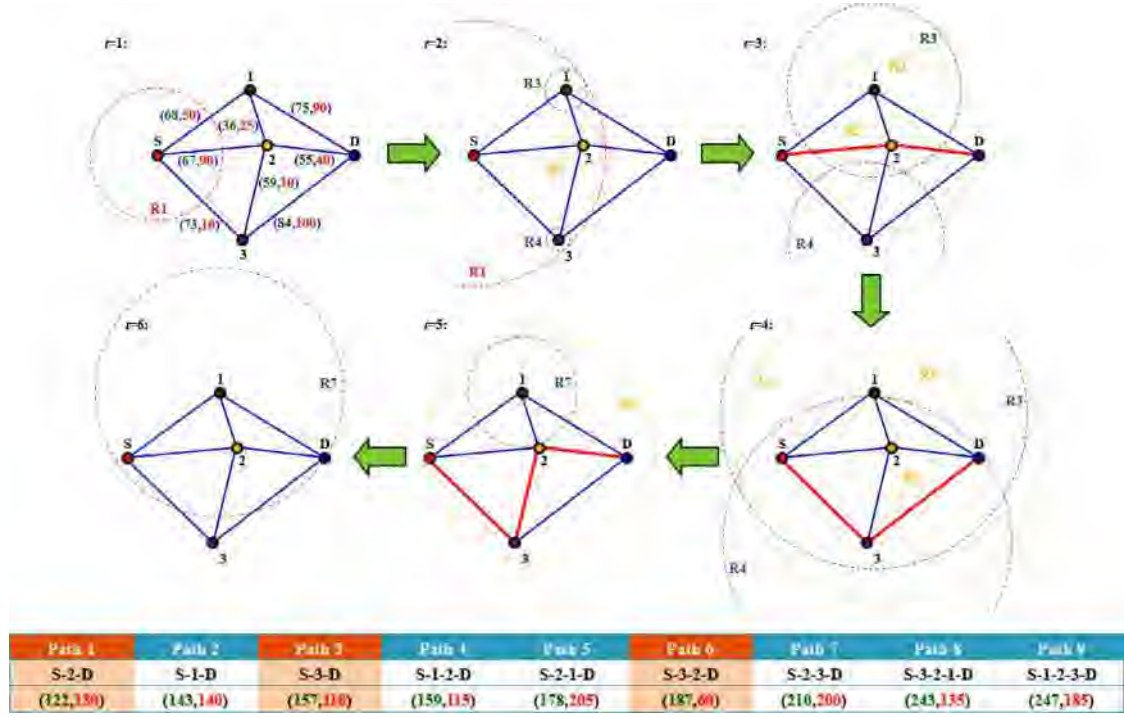 r=1:
1
(68,50)
(75,90)
(36,25)
S
D
2
(67,90)
(55,40)
(59,10)
R1
(73,10)
(84,100)
3
r=2:
1
R3
S
D
2
R4
3
R1
r=3:
R3
1
S
D
2
R4
3
r=6:
1
R7
S
D
2
3
r=5:
1
R7
S
D
2
3
r=4:
1
R3
S
D
2
3
R4
Path 1 Path 2 Path 3 Path 4 Path 5 Path 6 Path 7 Path 8 Path 9
S-2-D S-1-D S-3-D S-1-2-D S-2-1-D S-3-2-D S-2-3-D S-3-2-1-D S-1-2-3-D
(122,130) (143,140) (157,110) (159,115) (178,205) (187,60) (210,200) (243,135) (247,185)